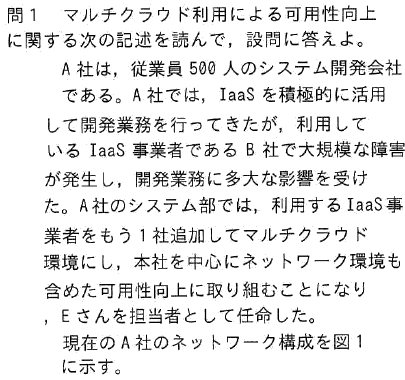 問1 マルチクラウド利用による可用性向上
に関する次の記述を読んで，設問に答えよ。
A社は，従業員500人のシステム開発会社
である。A社では，IaaSを積極的に活用
して開発業務を行ってきたが，利用して
いるIaaS事業者であるB社で大規模な障害
が発生し，開発業務に多大な影響を受け
た。A社のシステム部では，利用するIaaS事
業者をもう1社追加してマルチクラウド
環境にし，本社を中心にネットワーク環境も
含めた可用性向上に取り組むことになり
，Eさんを担当者として任命した。
現在のA社のネットワーク構成を図1
に示す。